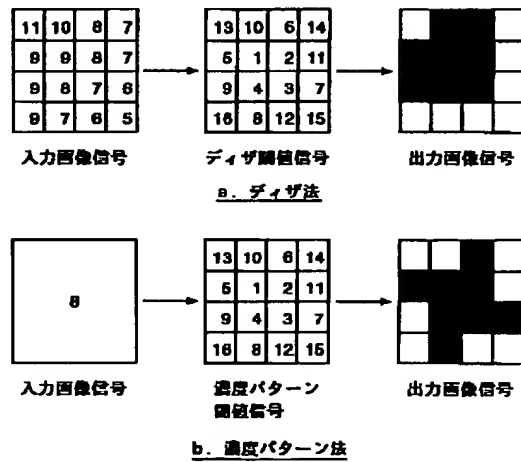 11 10 8 7
9 9 8 7
9 8 7 6
9 7 6 5
入力画像信号
13 10 6 14
5 1 2 11
9 4 3 7
16 8 12 15
ディザ閾値信号
出力画像信号
a. ディザ法
8
入力画像信号
13 10 6 14
5 1 2 11
9 4 3 7
16 8 12 15
濃度パターン
閾値信号
出力画像信号
b. 濃度パターン法